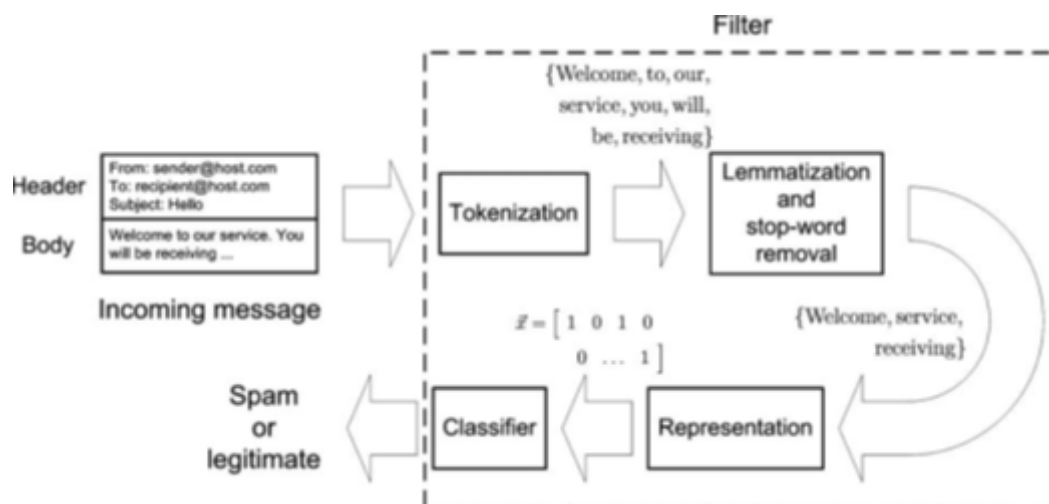 Filter
{Welcome, to, our,
service, you, will,
be, receiving}
Header
From: sender@host.com
To: recipient@host.com
Subject: Hello
Body
Welcome to our service. You
will be receiving ...
Incoming message
Tokenization
Lemmatization
and
stop-word
removal
{Welcome, service,
receiving}
x⃗ = [ 1 0 1 0
0 ... 1 ]
Representation
Classifier
Spam
or
legitimate